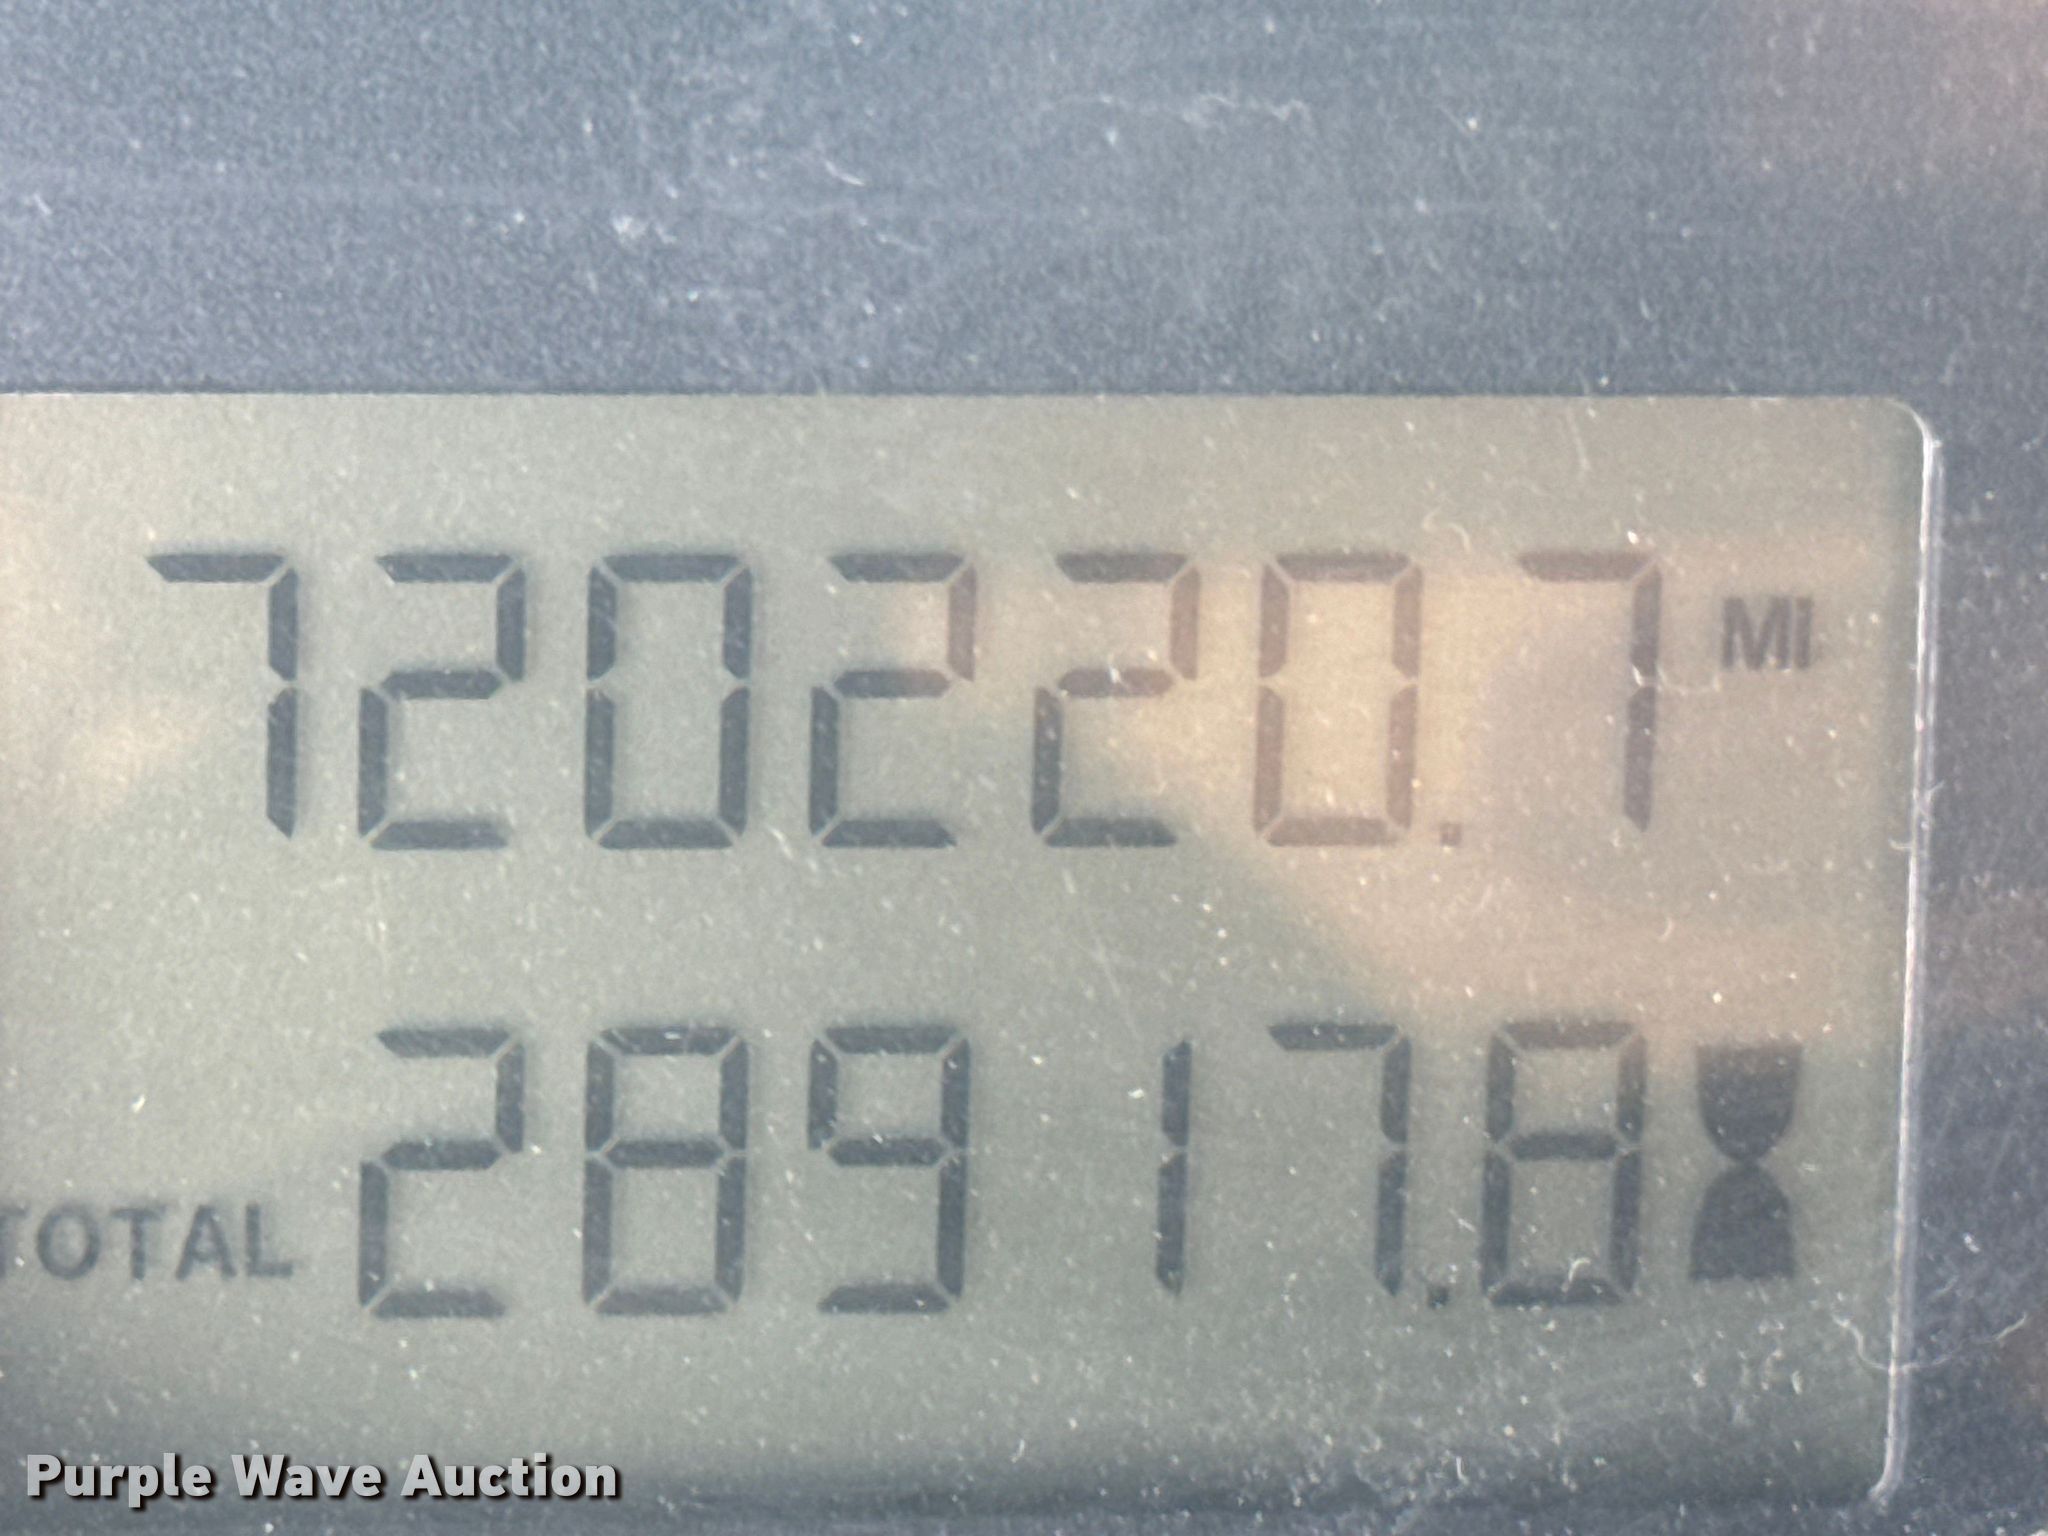 720220.7 MI
TOTAL 28917.8
Purple Wave Auction